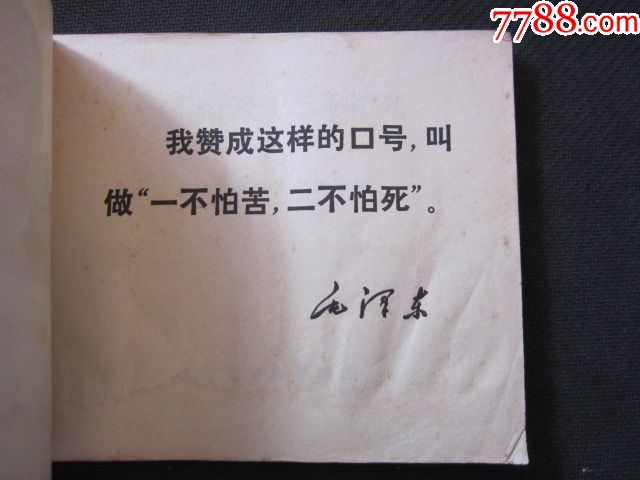 7788.com
我赞成这样的口号，叫
做“一不怕苦，二不怕死”。
毛泽东